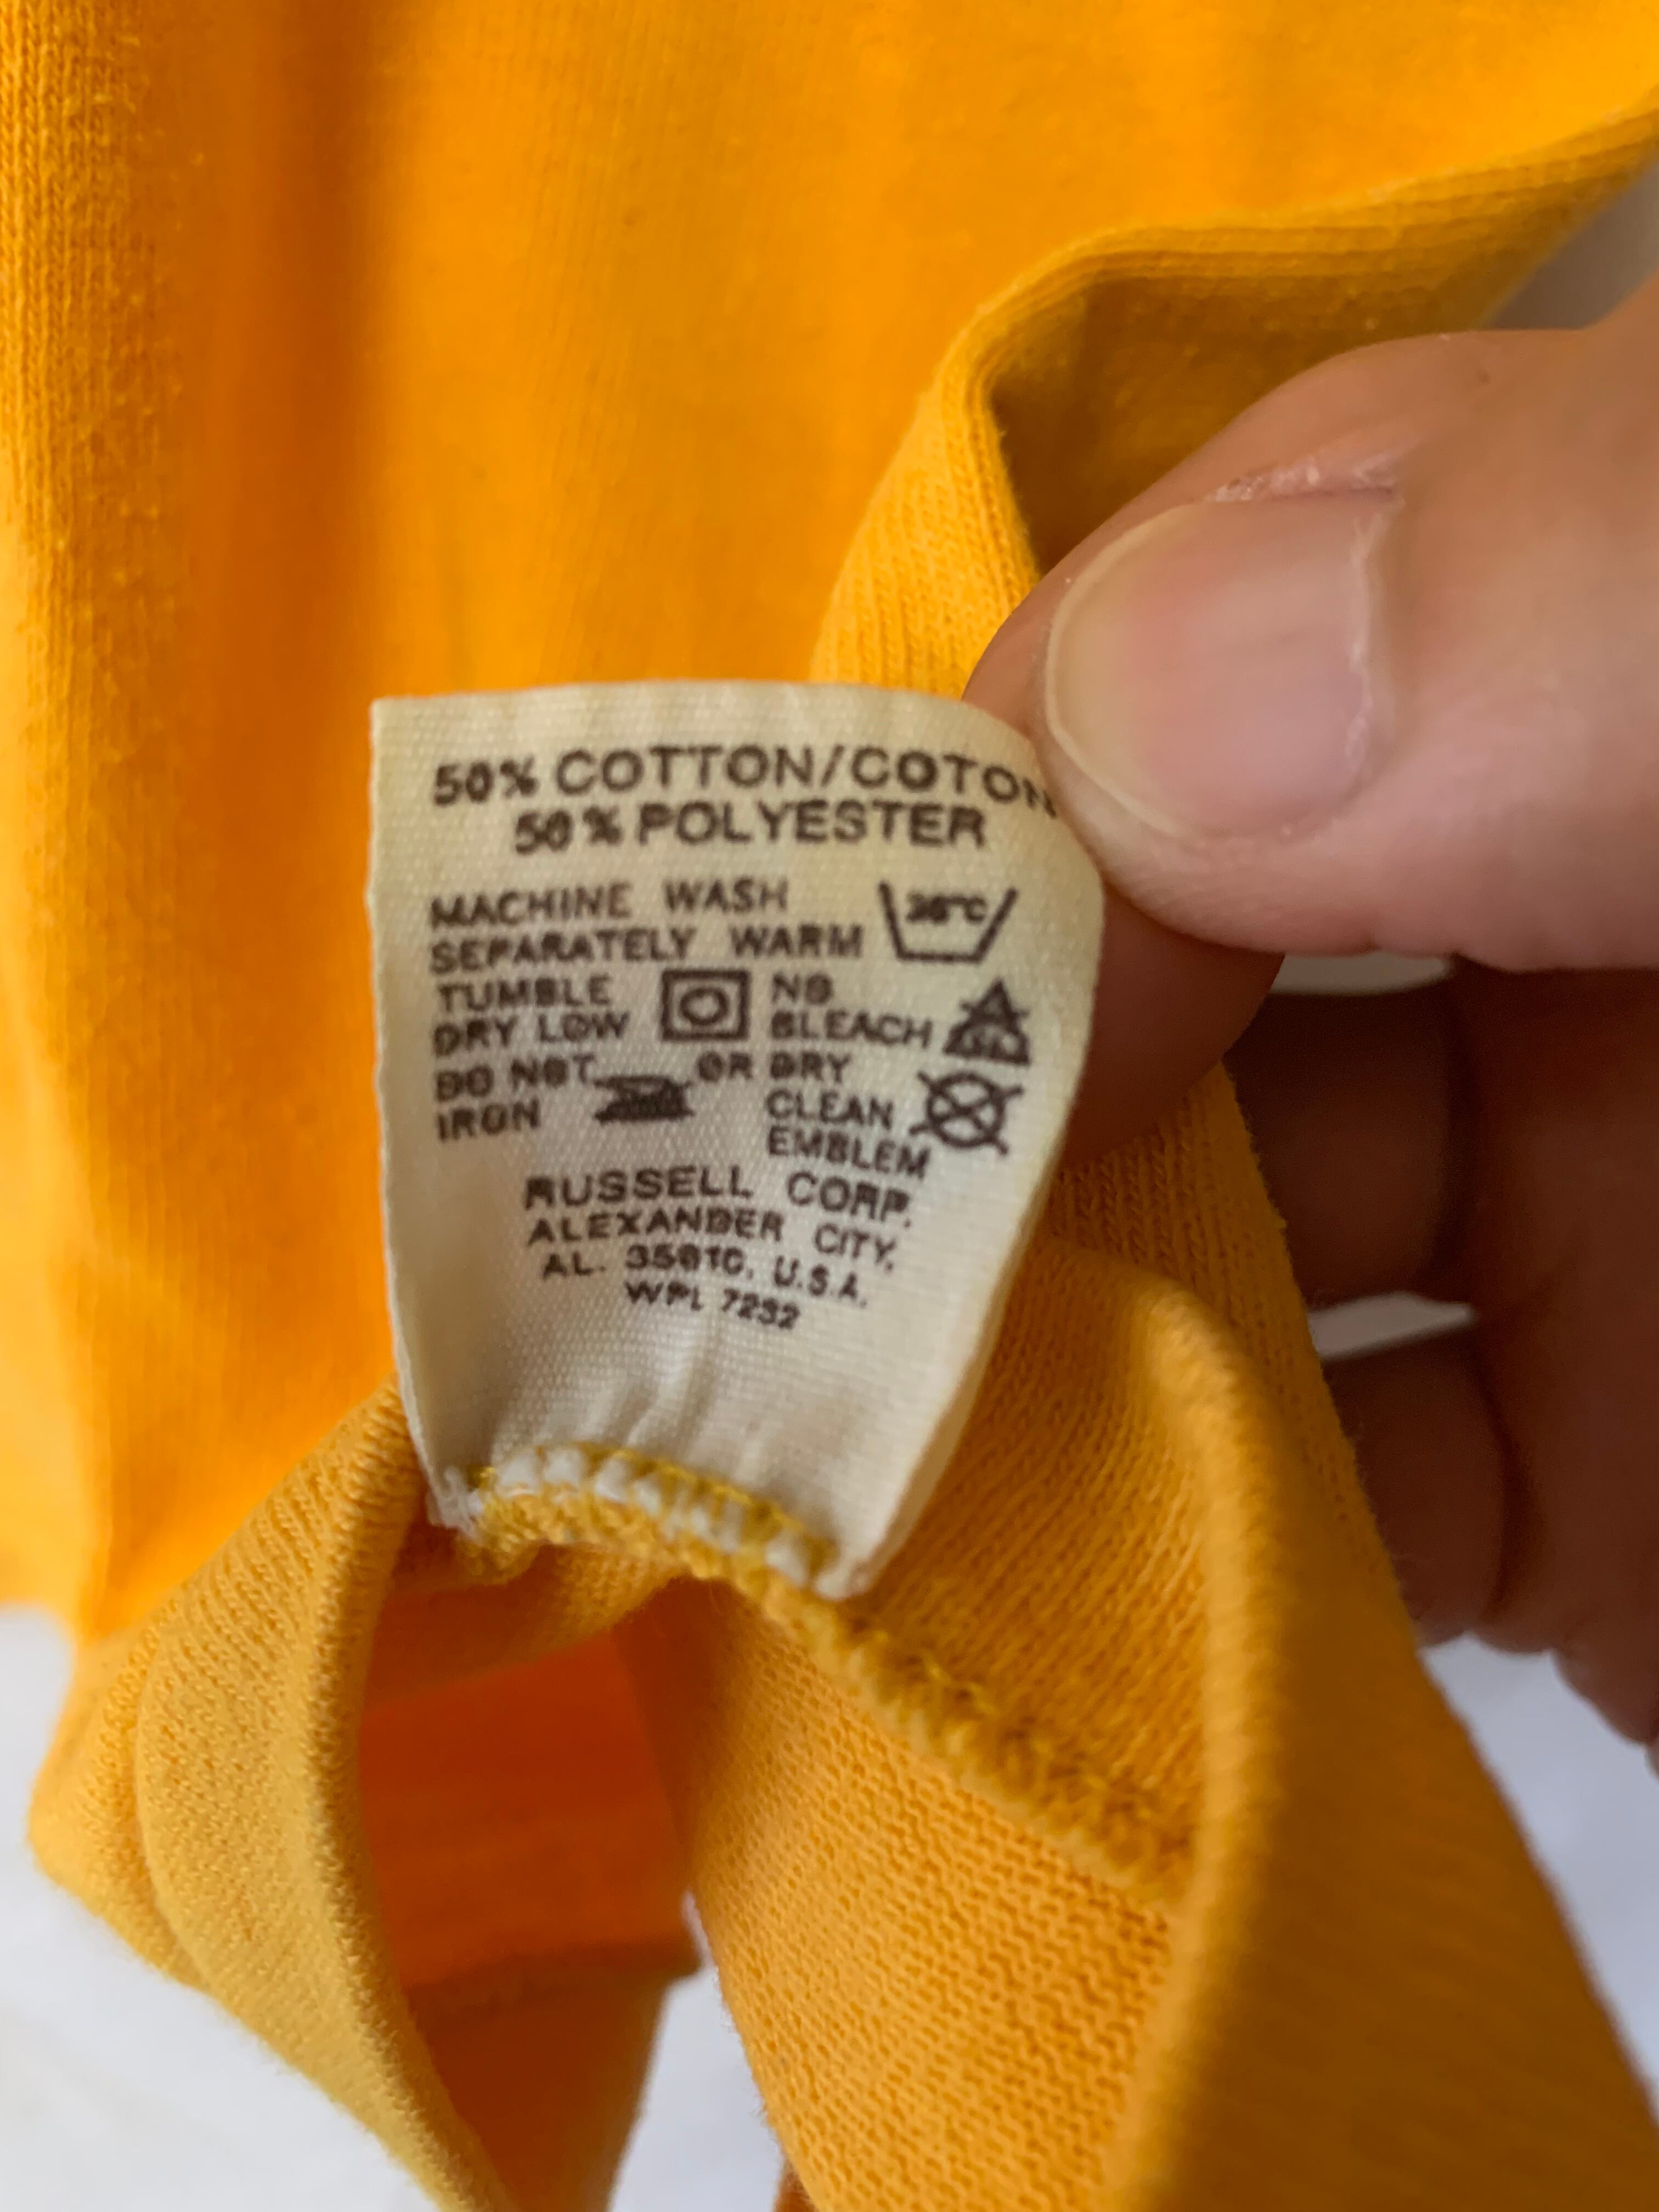 50% COTTON/COTON
50% POLYESTER
MACHINE WASH
SEPARATELY WARM
TUMBLE
DRY LOW
NO
BLEACH
DO NOT
IRON
OR DRY
CLEAN
EMBLEM
RUSSELL CORP.
ALEXANDER CITY,
AL. 35010, U.S.A.
WPL 7232